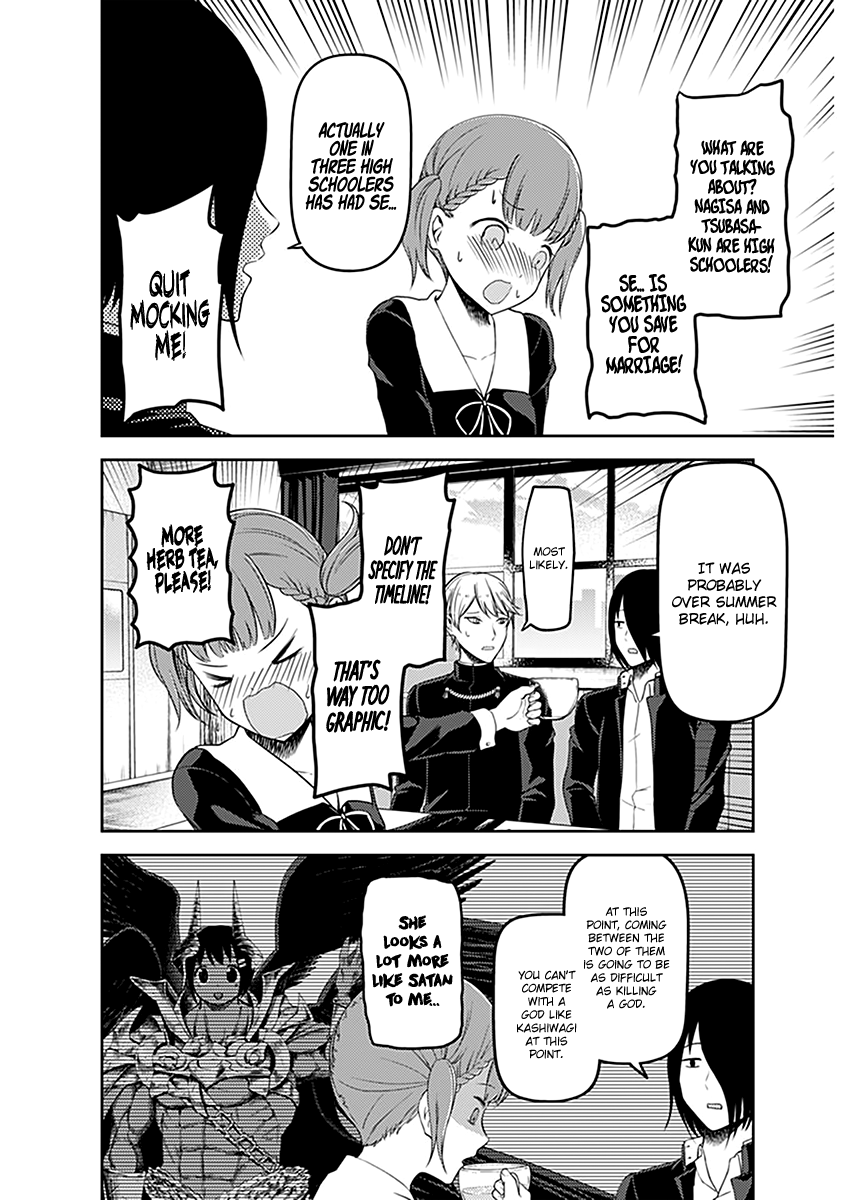 WHAT ARE
YOU TALKING
ABOUT?
NAGISA AND
TSUBASA-
KUN ARE HIGH
SCHOOLERS!
SE... IS
SOMETHING
YOU SAVE
FOR
MARRIAGE!
ACTUALLY
ONE IN
THREE HIGH
SCHOOLERS
HAS HAD SE...
QUIT
MOCKING
ME!
IT WAS
PROBABLY
OVER SUMMER
BREAK, HUH.
MOST
LIKELY.
DON'T
SPECIFY THE
TIMELINE!
THAT'S
WAY TOO
GRAPHIC!
MORE
HERB TEA,
PLEASE!
AT THIS
POINT, COMING
BETWEEN THE
TWO OF THEM
IS GOING TO BE
AS DIFFICULT
AS KILLING
A GOD.
YOU CAN'T
COMPETE
WITH A
GOD LIKE
KASHIWAGI
AT THIS
POINT.
SHE
LOOKS
A LOT
MORE
LIKE SATAN
TO ME...